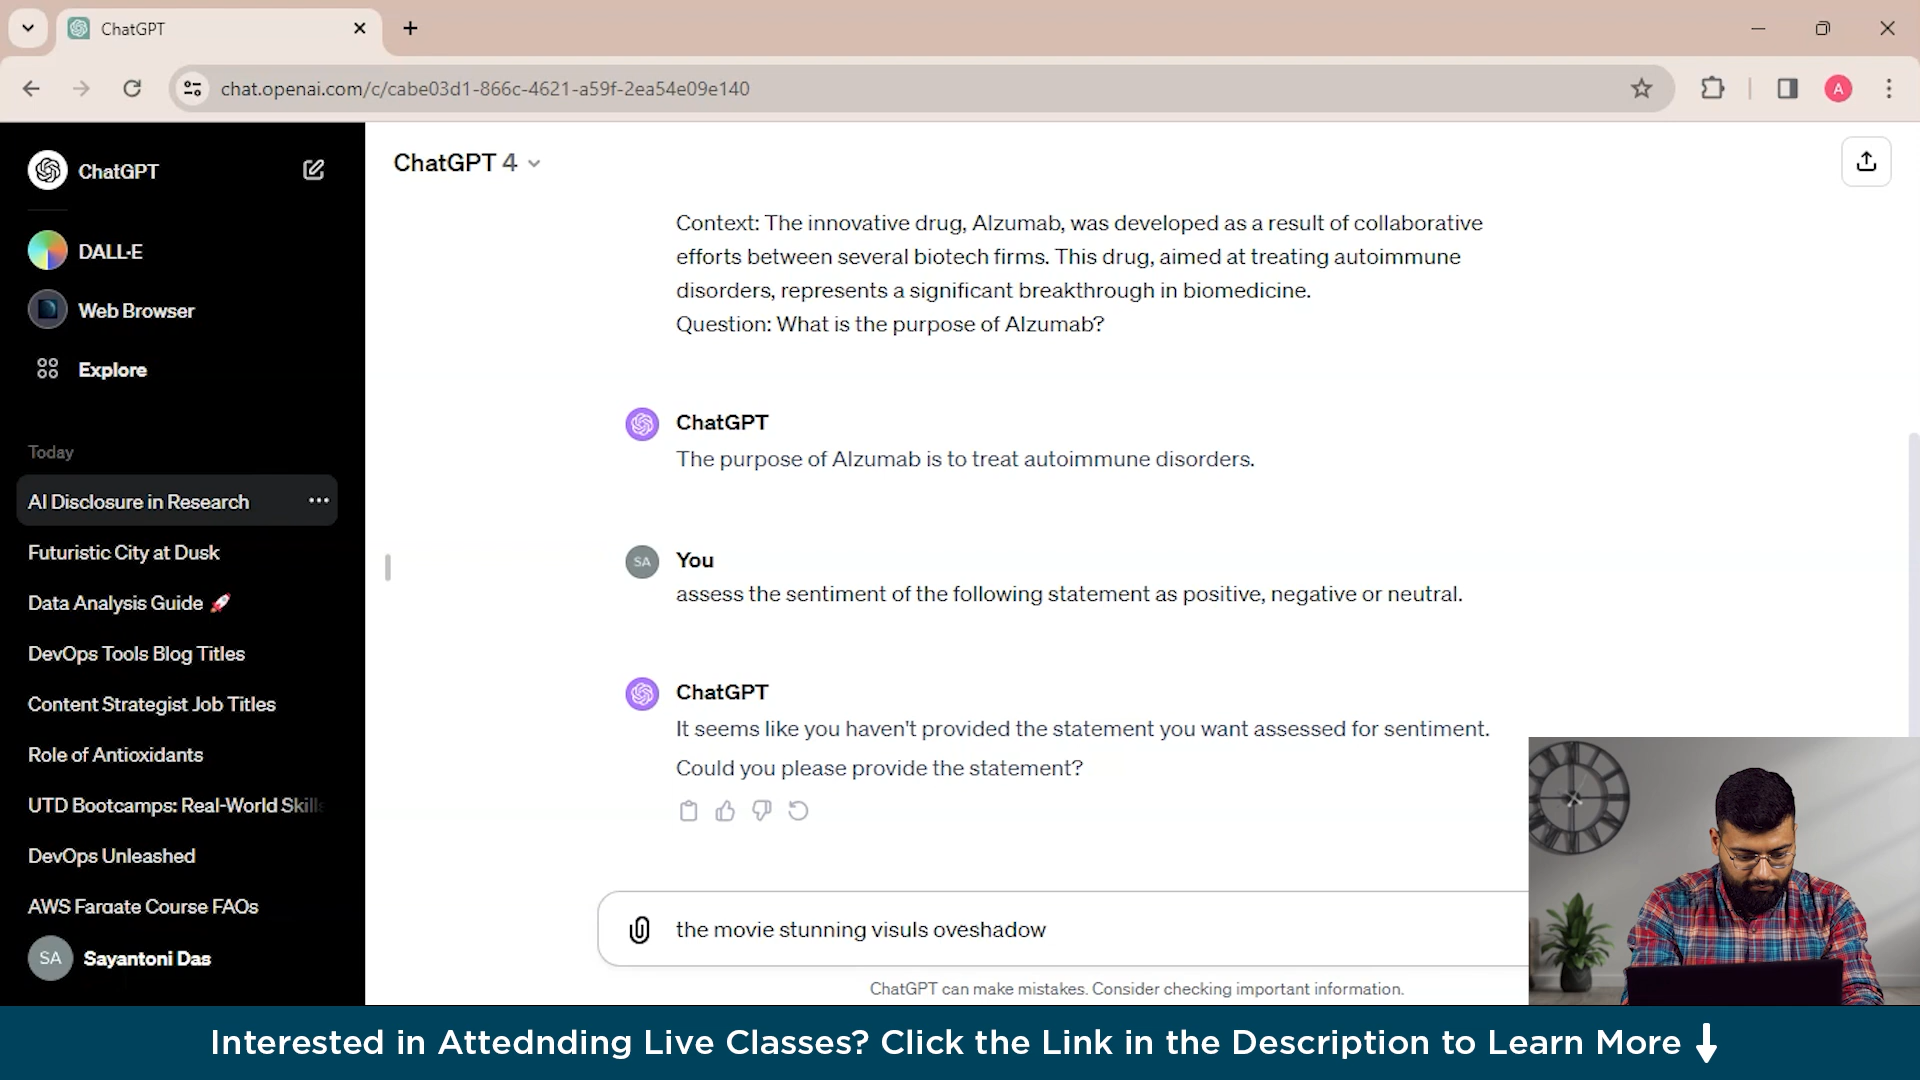 ChatGPT
chat.openai.com/c/cabe03d1-866c-4621-a59f-2ea54e09e140
A
ChatGPT
DALL·E
Web Browser
Explore
Today
AI Disclosure in Research
Futuristic City at Dusk
Data Analysis Guide 🚀
DevOps Tools Blog Titles
Content Strategist Job Titles
Role of Antioxidants
UTD Bootcamps: Real-World Skills
DevOps Unleashed
AWS Fargate Course FAQs
SA
Sayantoni Das
ChatGPT 4
Context: The innovative drug, Alzumab, was developed as a result of collaborative
efforts between several biotech firms. This drug, aimed at treating autoimmune
disorders, represents a significant breakthrough in biomedicine.
Question: What is the purpose of Alzumab?
ChatGPT
The purpose of Alzumab is to treat autoimmune disorders.
SA
You
assess the sentiment of the following statement as positive, negative or neutral.
ChatGPT
It seems like you haven't provided the statement you want assessed for sentiment.
Could you please provide the statement?
the movie stunning visuls oveshadow
ChatGPT can make mistakes. Consider checking important information.
Interested in Attednding Live Classes? Click the Link in the Description to Learn More